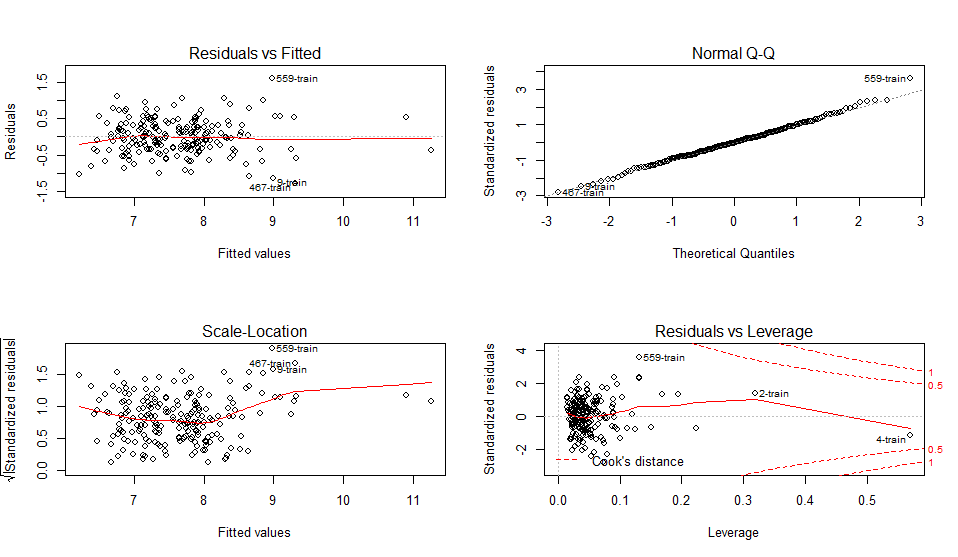 Residuals vs Fitted
Residuals
-1.5 -0.5 0.5 1.5
559-train
9-train
467-train
7 8 9 10 11
Fitted values
Normal Q-Q
Standardized residuals
-3 -1 1 3
559-train
9-train
467-train
-3 -2 -1 0 1 2 3
Theoretical Quantiles
Scale-Location
√|Standardized residuals|
0.0 0.5 1.0 1.5
559-train
467-train
9-train
7 8 9 10 11
Fitted values
Residuals vs Leverage
Standardized residuals
-2 0 2 4
559-train
2-train
4-train
1
0.5
0.5
1
Cook's distance
0.0 0.1 0.2 0.3 0.4 0.5
Leverage